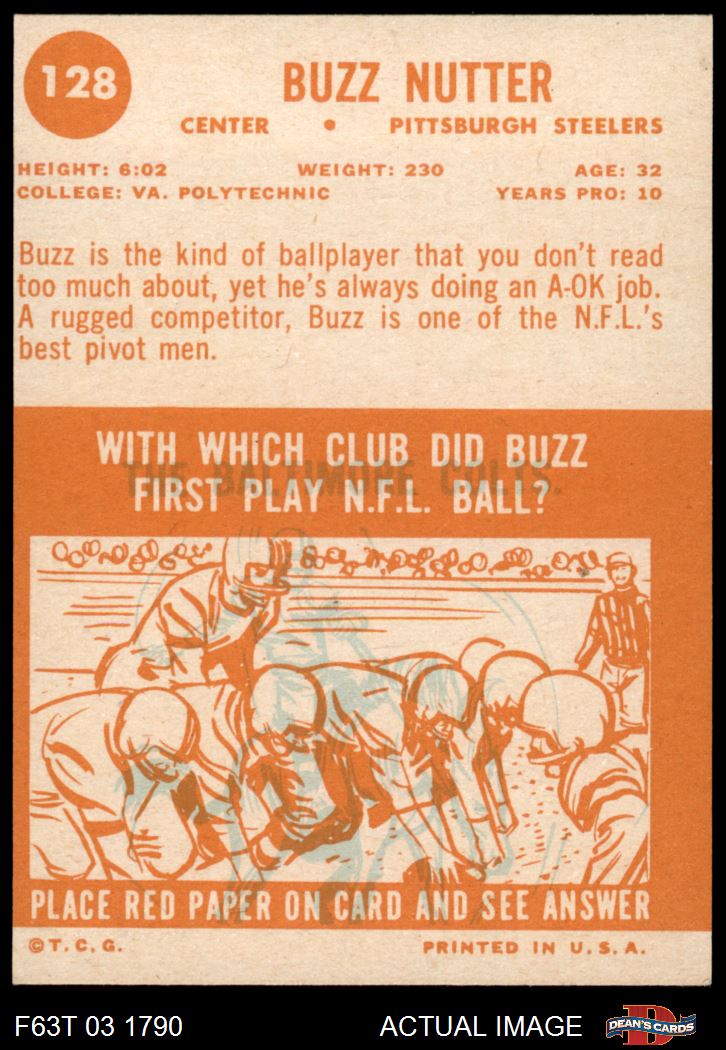 128
BUZZ NUTTER
CENTER • PITTSBURGH STEELERS
HEIGHT: 6:02 WEIGHT: 230 AGE: 32
COLLEGE: VA. POLYTECHNIC YEARS PRO: 10
Buzz is the kind of ballplayer that you don't read
too much about, yet he's always doing an A-OK job.
A rugged competitor, Buzz is one of the N.F.L.'s
best pivot men.
WITH WHICH CLUB DID BUZZ
THE BALTIMORE COLTS.
FIRST PLAY N.F.L. BALL?
PLACE RED PAPER ON CARD AND SEE ANSWER
©T.C.G. PRINTED IN U.S.A.
F63T 03 1790 ACTUAL IMAGE D DEAN'S CARDS